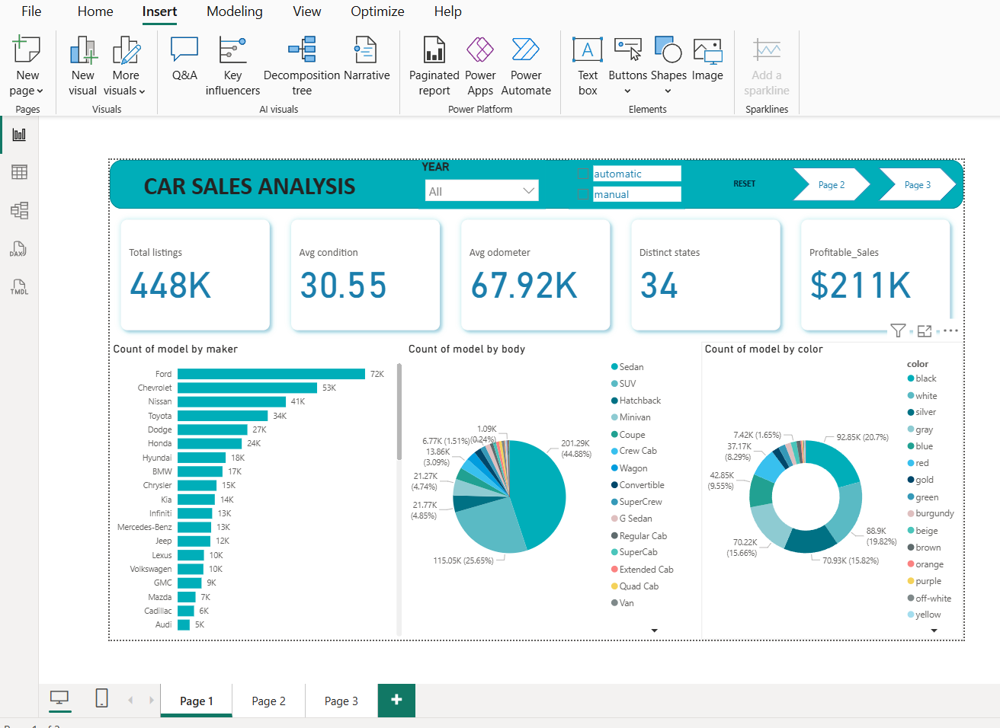 File Home Insert Modeling View Optimize Help
New page
New visual
More visuals
Q&A
Key influencers
Decomposition tree
Narrative
Paginated report
Power Apps
Power Automate
Text box
Buttons
Shapes
Image
Add a sparkline
Pages
Visuals
AI visuals
Power Platform
Elements
Sparklines
DAX
TMDL
CAR SALES ANALYSIS
YEAR
All
automatic
manual
RESET
Page 2
Page 3
Total listings
448K
Avg condition
30.55
Avg odometer
67.92K
Distinct states
34
Profitable_Sales
$211K
Count of model by maker
Ford 72K
Chevrolet 53K
Nissan 41K
Toyota 34K
Dodge 27K
Honda 24K
Hyundai 18K
BMW 17K
Chrysler 15K
Kia 14K
Infiniti 13K
Mercedes-Benz 13K
Jeep 12K
Lexus 10K
Volkswagen 10K
GMC 9K
Mazda 7K
Cadillac 6K
Audi 5K
Count of model by body
1.09K
(0.24%)
6.77K (1.51%)
13.86K
(3.09%)
21.27K
(4.74%)
21.77K
(4.85%)
115.05K (25.65%)
201.29K
(44.88%)
Sedan
SUV
Hatchback
Minivan
Coupe
Crew Cab
Wagon
Convertible
SuperCrew
G Sedan
Regular Cab
SuperCab
Extended Cab
Quad Cab
Van
Count of model by color
7.42K (1.65%)
37.17K
(8.29%)
42.85K
(9.55%)
70.22K
(15.66%)
70.93K (15.82%)
88.9K
(19.82%)
92.85K (20.7%)
color
black
white
silver
gray
blue
red
gold
green
burgundy
beige
brown
orange
purple
off-white
yellow
Page 1
Page 2
Page 3